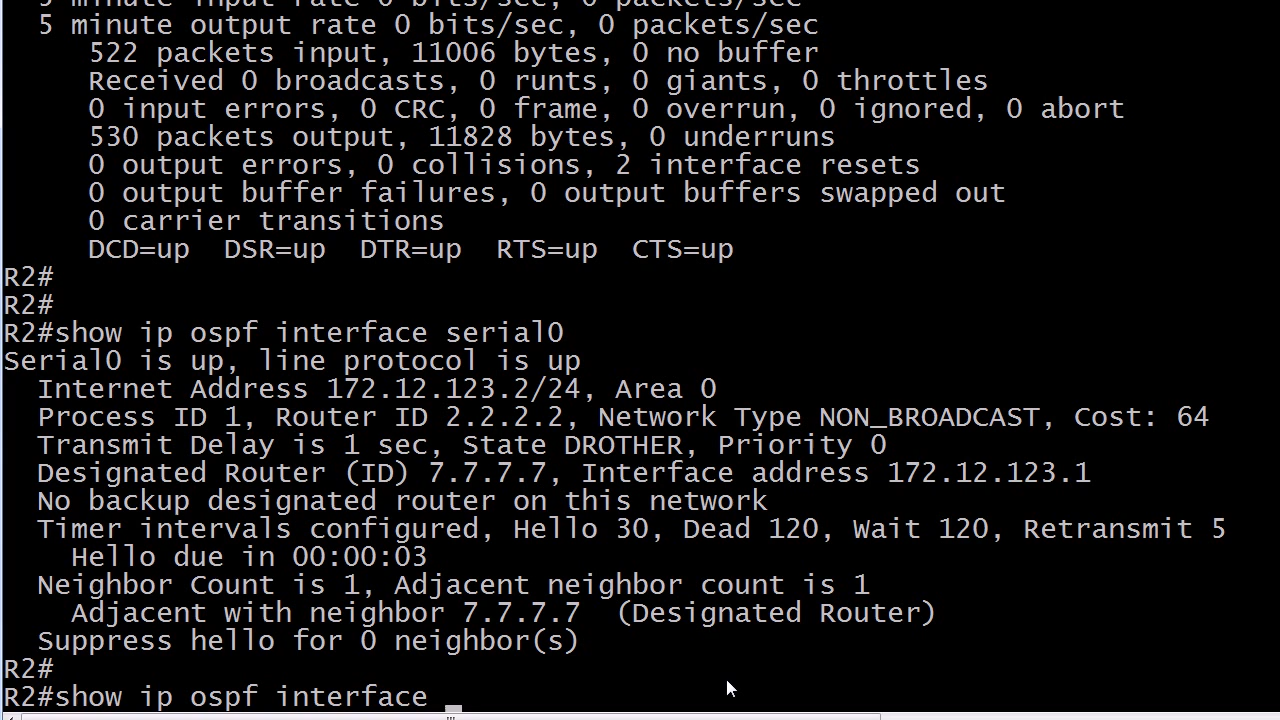 5 minute input rate 0 bits/sec, 0 packets/sec
5 minute output rate 0 bits/sec, 0 packets/sec
522 packets input, 11006 bytes, 0 no buffer
Received 0 broadcasts, 0 runts, 0 giants, 0 throttles
0 input errors, 0 CRC, 0 frame, 0 overrun, 0 ignored, 0 abort
530 packets output, 11828 bytes, 0 underruns
0 output errors, 0 collisions, 2 interface resets
0 output buffer failures, 0 output buffers swapped out
0 carrier transitions
DCD=up  DSR=up  DTR=up  RTS=up  CTS=up
R2#
R2#
R2#show ip ospf interface serial0
Serial0 is up, line protocol is up
Internet Address 172.12.123.2/24, Area 0
Process ID 1, Router ID 2.2.2.2, Network Type NON_BROADCAST, Cost: 64
Transmit Delay is 1 sec, State DROTHER, Priority 0
Designated Router (ID) 7.7.7.7, Interface address 172.12.123.1
No backup designated router on this network
Timer intervals configured, Hello 30, Dead 120, Wait 120, Retransmit 5
Hello due in 00:00:03
Neighbor Count is 1, Adjacent neighbor count is 1
Adjacent with neighbor 7.7.7.7  (Designated Router)
Suppress hello for 0 neighbor(s)
R2#
R2#show ip ospf interface